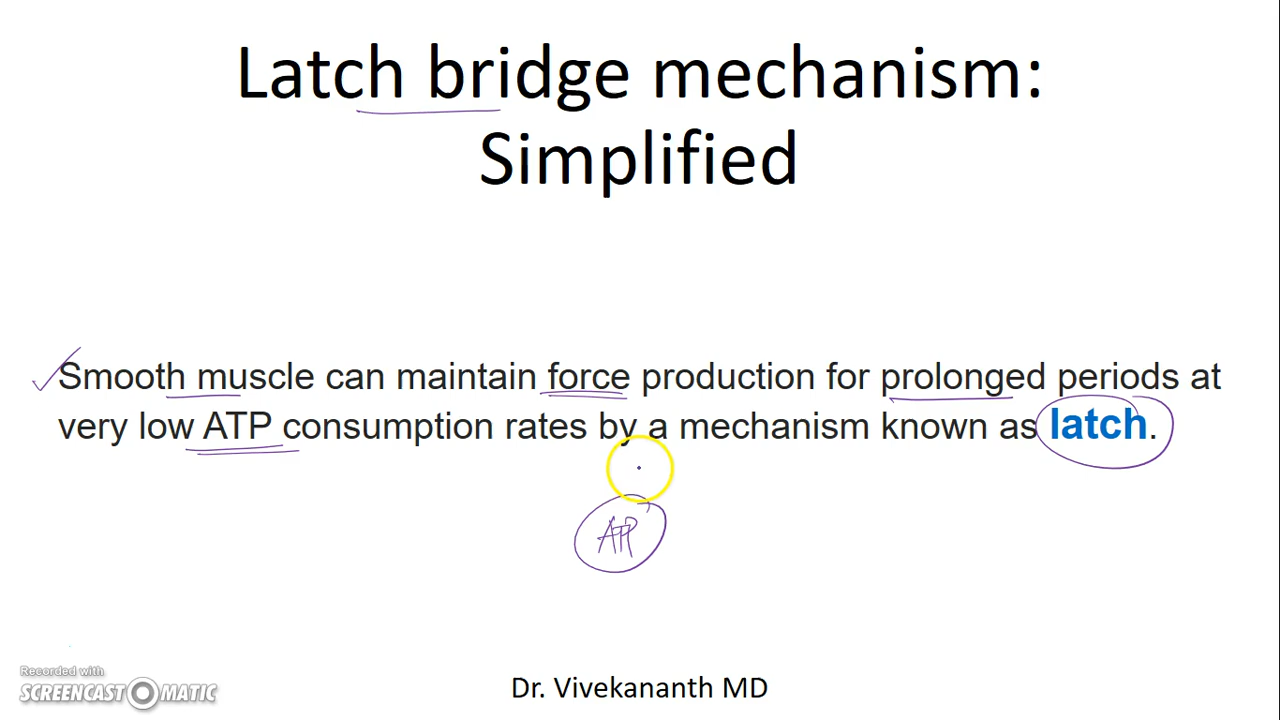 Latch bridge mechanism:
Simplified
Smooth muscle can maintain force production for prolonged periods at
very low ATP consumption rates by a mechanism known as latch.
ATP
Recorded with
SCREENCAST MATIC
Dr. Vivekananth MD